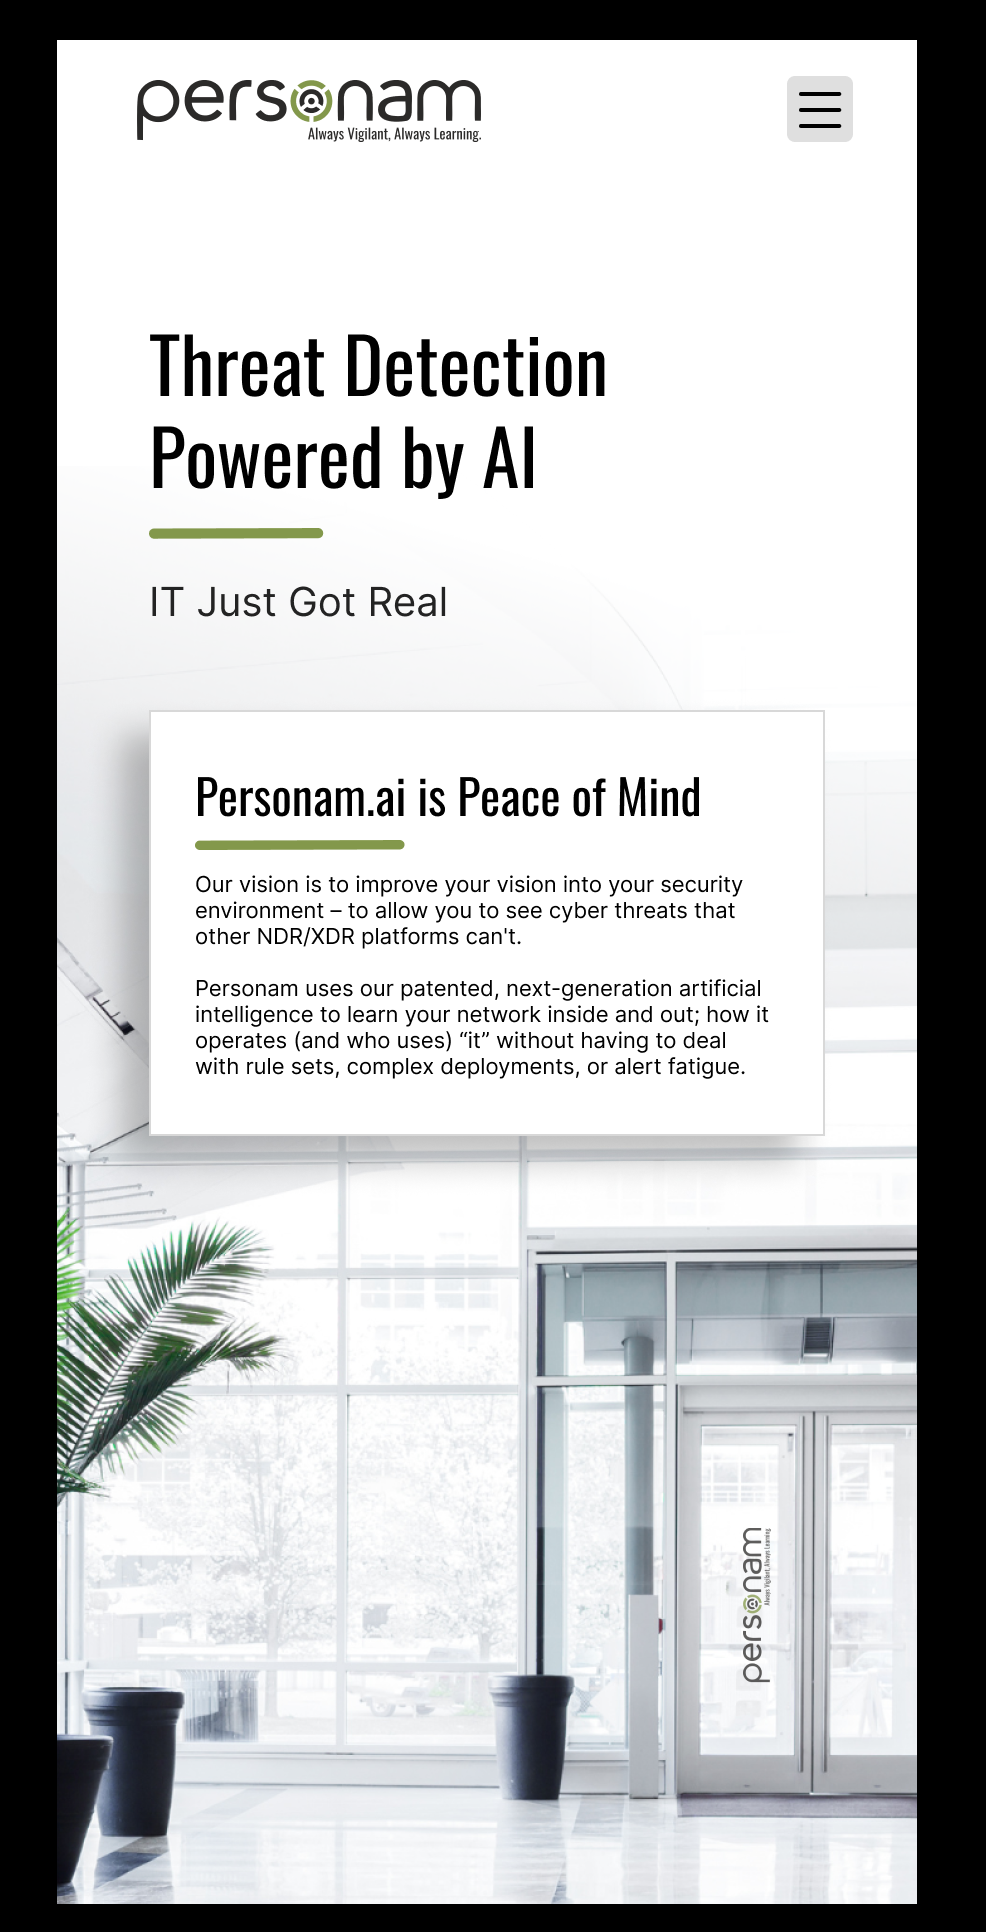 personam
Always Vigilant, Always Learning.
Threat Detection
Powered by AI
IT Just Got Real
Personam.ai is Peace of Mind
Our vision is to improve your vision into your security
environment – to allow you to see cyber threats that
other NDR/XDR platforms can't.
Personam uses our patented, next-generation artificial
intelligence to learn your network inside and out; how it
operates (and who uses) “it” without having to deal
with rule sets, complex deployments, or alert fatigue.
personam
Always Vigilant, Always Learning.